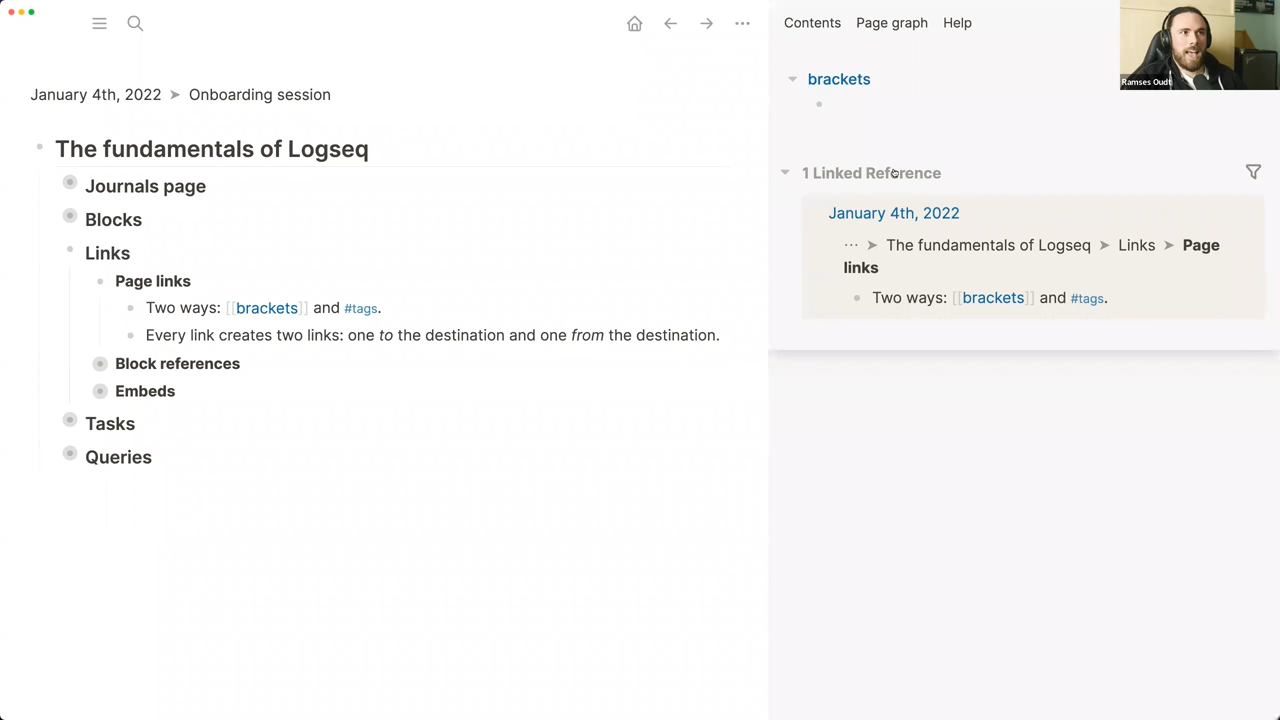 January 4th, 2022 ➤ Onboarding session
The fundamentals of Logseq
Journals page
Blocks
Links
Page links
Two ways: [[brackets]] and #tags.
Every link creates two links: one to the destination and one from the destination.
Block references
Embeds
Tasks
Queries
Contents Page graph Help
brackets
1 Linked Reference
January 4th, 2022
··· ➤ The fundamentals of Logseq ➤ Links ➤ Page
links
Two ways: [[brackets]] and #tags.
Ramses Oudt